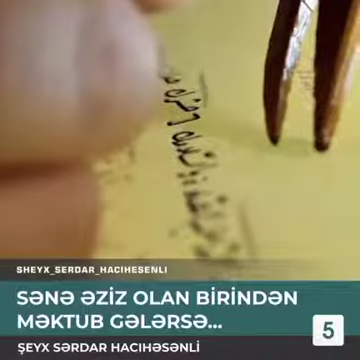 SHEYX_SERDAR_HACIHESENLI
SƏNƏ ƏZİZ OLAN BİRİNDƏN
MƏKTUB GƏLƏRSƏ...
5
ŞEYX SƏRDAR HACIHƏSƏNLİ